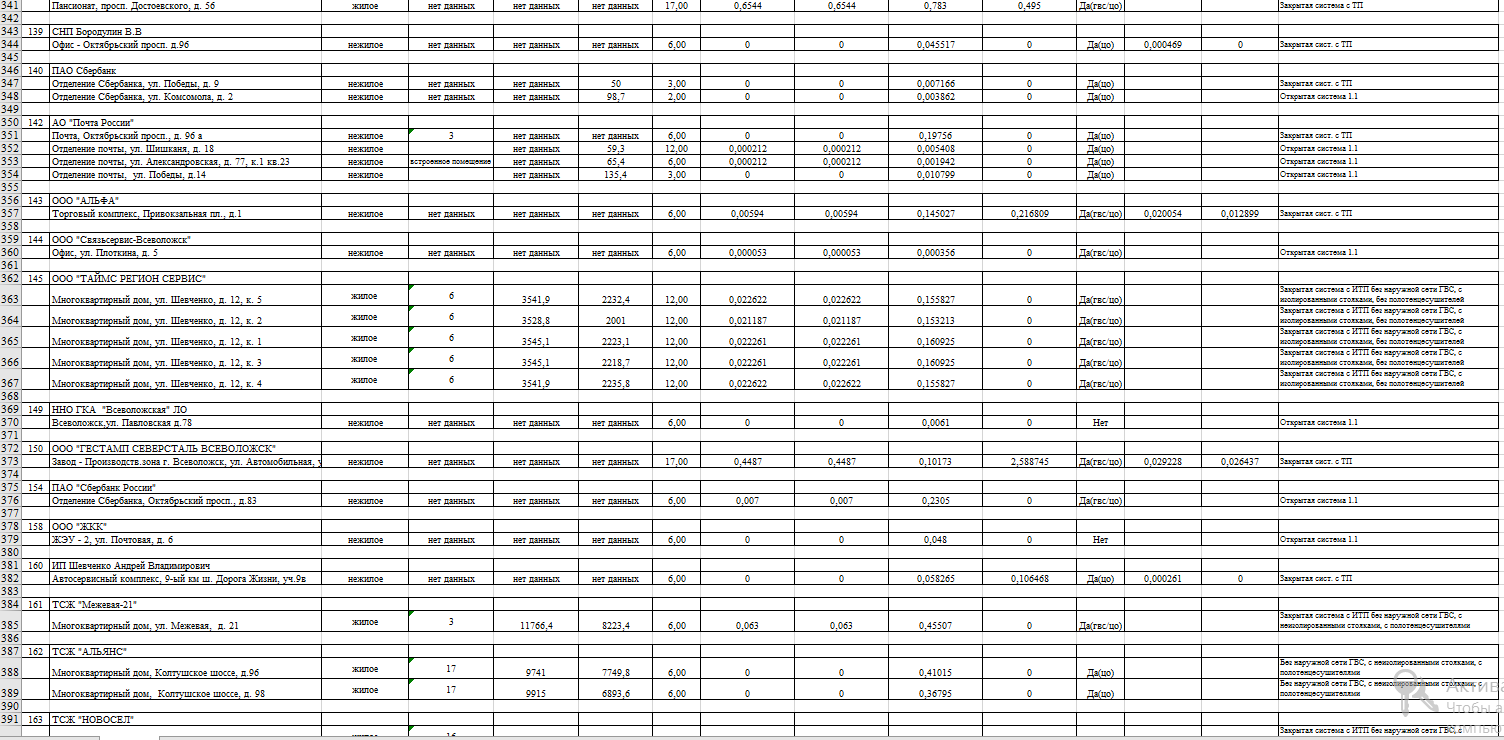 341 Пансионат, просп. Достоевского, д. 56 жилое нет данных нет данных нет данных 17,00 0,6544 0,6544 0,783 0,495 Да(гвс/цо) Закрытая система с ТП
342
343 139 СНП Бородулин В.В
344 Офис - Октябрьский просп. д.96 нежилое нет данных нет данных нет данных 6,00 0 0 0,045517 0 Да(цо) 0,000469 0 Закрытая сист. с ТП
345
346 140 ПАО Сбербанк
347 Отделение Сбербанка, ул. Победы, д. 9 нежилое нет данных нет данных 50 3,00 0 0 0,007166 0 Да(цо) Закрытая сист. с ТП
348 Отделение Сбербанка, ул. Комсомола, д. 2 нежилое нет данных нет данных 98,7 2,00 0 0 0,003862 0 Да(цо) Открытая система 1.1
349
350 142 АО "Почта России"
351 Почта, Октябрьский просп., д. 96 а нежилое 3 нет данных нет данных 6,00 0 0 0,19756 0 Да(цо) Закрытая сист. с ТП
352 Отделение почты, ул. Шишканя, д. 18 нежилое нет данных 59,3 12,00 0,000212 0,000212 0,005408 0 Да(цо) Открытая система 1.1
353 Отделение почты, ул. Александровская, д. 77, к.1 кв.23 нежилое встроенное помещение нет данных 65,4 6,00 0,000212 0,000212 0,001942 0 Да(цо) Открытая система 1.1
354 Отделение почты, ул. Победы, д.14 нежилое нет данных 135,4 3,00 0 0 0,010799 0 Да(цо) Открытая система 1.1
355
356 143 ООО "АЛЬФА"
357 Торговый комплекс, Привокзальная пл., д.1 нежилое нет данных нет данных нет данных 6,00 0,00594 0,00594 0,145027 0,216809 Да(гвс/цо) 0,020054 0,012899 Закрытая сист. с ТП
358
359 144 ООО "Связьсервис-Всеволожск"
360 Офис, ул. Плоткина, д. 5 нежилое нет данных нет данных нет данных 6,00 0,000053 0,000053 0,000356 0 Да(гвс/цо) Открытая система 1.1
361
362 145 ООО "ТАЙМС РЕГИОН СЕРВИС"
363 Многоквартирный дом, ул. Шевченко, д. 12, к. 5 жилое 6 3541,9 2232,4 12,00 0,022622 0,022622 0,155827 0 Да(гвс/цо) Закрытая система с ИТП без наружной сети ГВС, с
изолированными стояками, без полотенцесушителей
364 Многоквартирный дом, ул. Шевченко, д. 12, к. 2 жилое 6 3528,8 2001 12,00 0,021187 0,021187 0,153213 0 Да(гвс/цо) Закрытая система с ИТП без наружной сети ГВС, с
изолированными стояками, без полотенцесушителей
365 Многоквартирный дом, ул. Шевченко, д. 12, к. 1 жилое 6 3545,1 2223,1 12,00 0,022261 0,022261 0,160925 0 Да(гвс/цо) Закрытая система с ИТП без наружной сети ГВС, с
изолированными стояками, без полотенцесушителей
366 Многоквартирный дом, ул. Шевченко, д. 12, к. 3 жилое 6 3545,1 2218,7 12,00 0,022261 0,022261 0,160925 0 Да(гвс/цо) Закрытая система с ИТП без наружной сети ГВС, с
изолированными стояками, без полотенцесушителей
367 Многоквартирный дом, ул. Шевченко, д. 12, к. 4 жилое 6 3541,9 2235,8 12,00 0,022622 0,022622 0,155827 0 Да(гвс/цо) Закрытая система с ИТП без наружной сети ГВС, с
изолированными стояками, без полотенцесушителей
368
369 149 ННО ГКА "Всеволожская" ЛО
370 Всеволожск,ул. Павловская д.78 нежилое нет данных нет данных нет данных 6,00 0 0 0,0061 0 Нет Открытая система 1.1
371
372 150 ООО "ГЕСТАМП СЕВЕРСТАЛЬ ВСЕВОЛОЖСК"
373 Завод - Производств.зона г. Всеволожск, ул. Автомобильная, у нежилое нет данных нет данных нет данных 17,00 0,4487 0,4487 0,10173 2,588745 Да(гвс/цо) 0,029228 0,026437 Закрытая сист. с ТП
374
375 154 ПАО "Сбербанк России"
376 Отделение Сбербанка, Октябрьский просп., д.83 нежилое нет данных нет данных нет данных 6,00 0,007 0,007 0,2305 0 Да(гвс/цо) Открытая система 1.1
377
378 158 ООО "ЖКК"
379 ЖЭУ - 2, ул. Почтовая, д. 6 нежилое нет данных нет данных нет данных 6,00 0 0 0,048 0 Нет Открытая система 1.1
380
381 160 ИП Шевченко Андрей Владимирович
382 Автосервисный комплекс, 9-ый км ш. Дорога Жизни, уч.9в нежилое нет данных нет данных нет данных 6,00 0 0 0,058265 0,106468 Да(цо) 0,000261 0 Закрытая сист. с ТП
383
384 161 ТСЖ "Межевая-21"
385 Многоквартирный дом, ул. Межевая, д. 21 жилое 3 11766,4 8223,4 6,00 0,063 0,063 0,45507 0 Да(гвс/цо) Закрытая система с ИТП без наружной сети ГВС, с
неизолированными стояками, с полотенцесушителями
386
387 162 ТСЖ "АЛЬЯНС"
388 Многоквартирный дом, Колтушское шоссе, д.96 жилое 17 9741 7749,8 6,00 0 0 0,41015 0 Да(цо) Без наружной сети ГВС, с неизолированными стояками, с
полотенцесушителями
389 Многоквартирный дом, Колтушское шоссе, д. 98 жилое 17 9915 6893,6 6,00 0 0 0,36795 0 Да(цо) Без наружной сети ГВС, с неизолированными стояками, с
полотенцесушителями
390
391 163 ТСЖ "НОВОСЕЛ"
Закрытая система с ИТП без наружной сети ГВС, с
Актива
Чтобы а